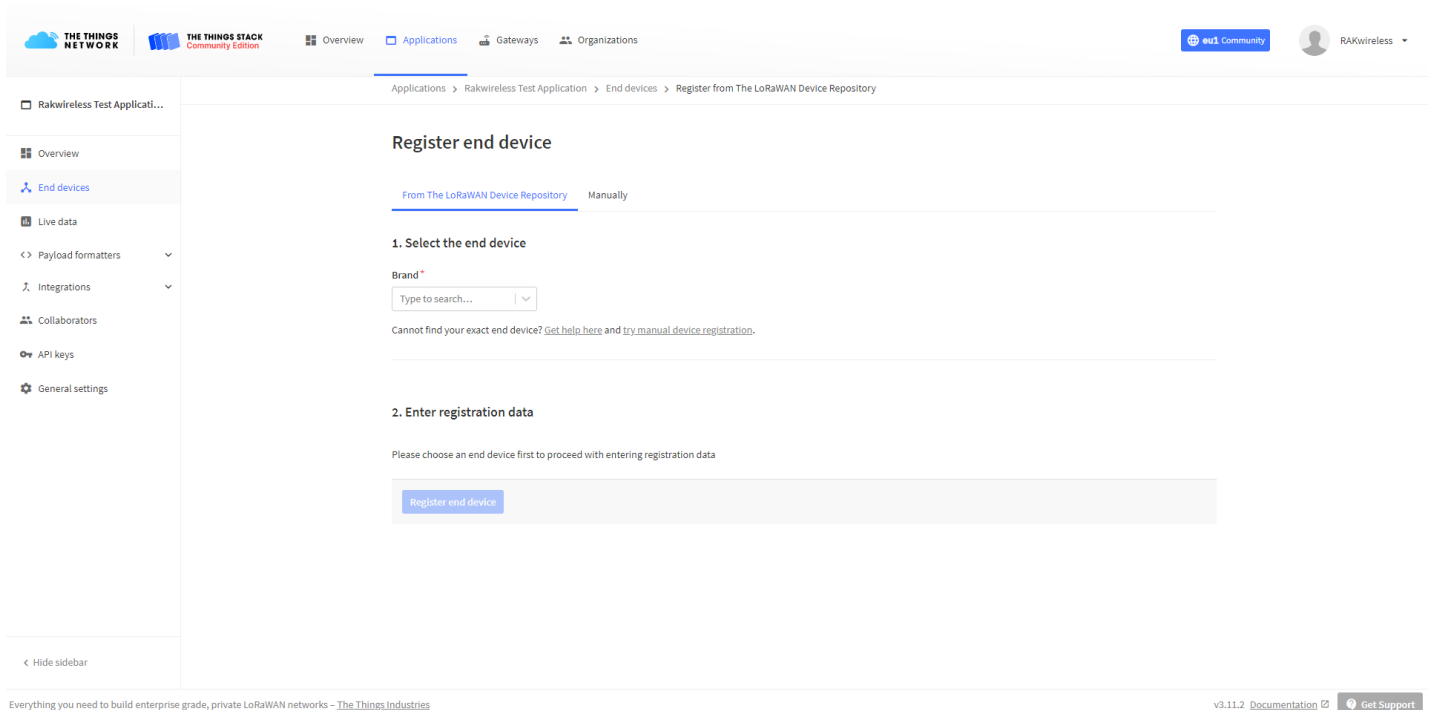 THE THINGS
NETWORK
THE THINGS STACK
Community Edition
Overview
Applications
Gateways
Organizations
eu1 Community
RAKwireless
Rakwireless Test Applicati...
Applications > Rakwireless Test Application > End devices > Register from The LoRaWAN Device Repository
Overview
End devices
Live data
Payload formatters
Integrations
Collaborators
API keys
General settings
Hide sidebar
Register end device
From The LoRaWAN Device Repository
Manually
1. Select the end device
Brand*
Type to search...
Cannot find your exact end device? Get help here and try manual device registration.
2. Enter registration data
Please choose an end device first to proceed with entering registration data
Register end device
Everything you need to build enterprise grade, private LoRaWAN networks – The Things Industries
v3.11.2
Documentation
Get Support